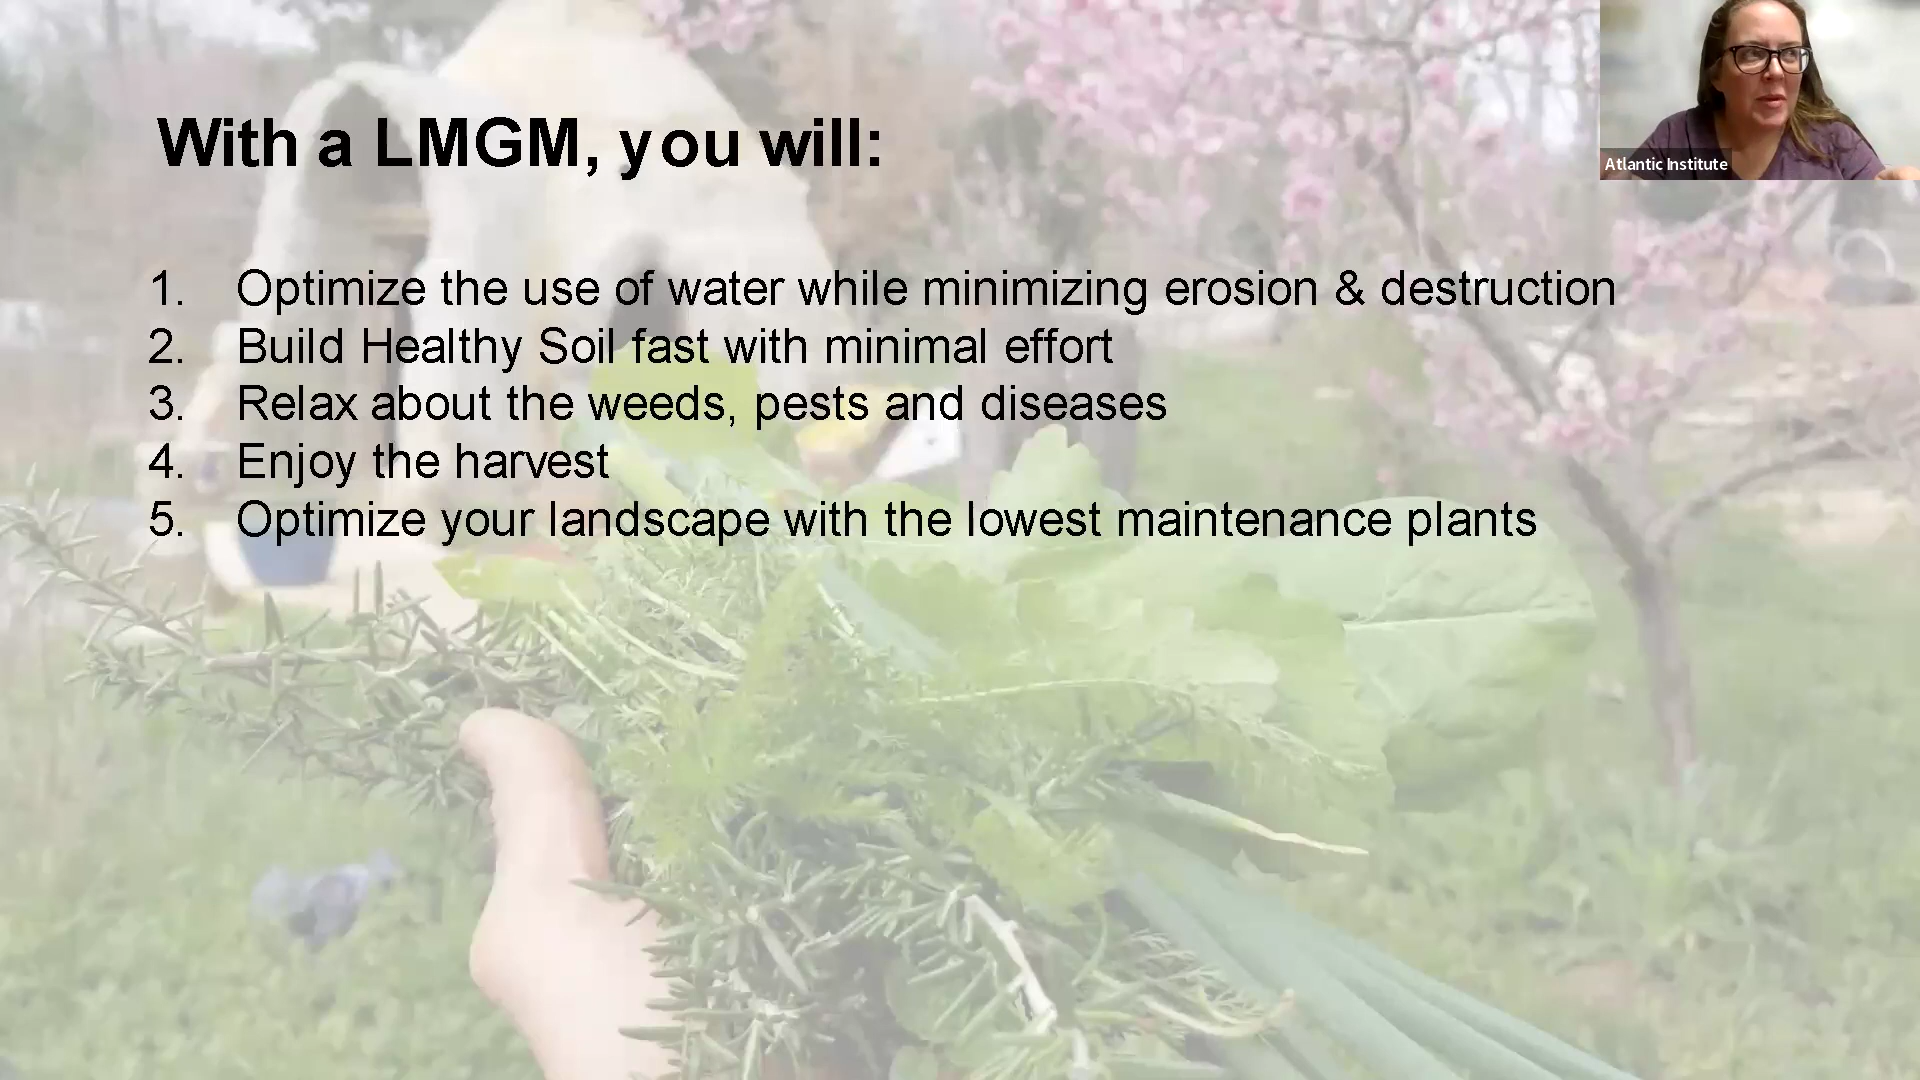 With a LMGM, you will:
Atlantic Institute
1. Optimize the use of water while minimizing erosion & destruction
2. Build Healthy Soil fast with minimal effort
3. Relax about the weeds, pests and diseases
4. Enjoy the harvest
5. Optimize your landscape with the lowest maintenance plants